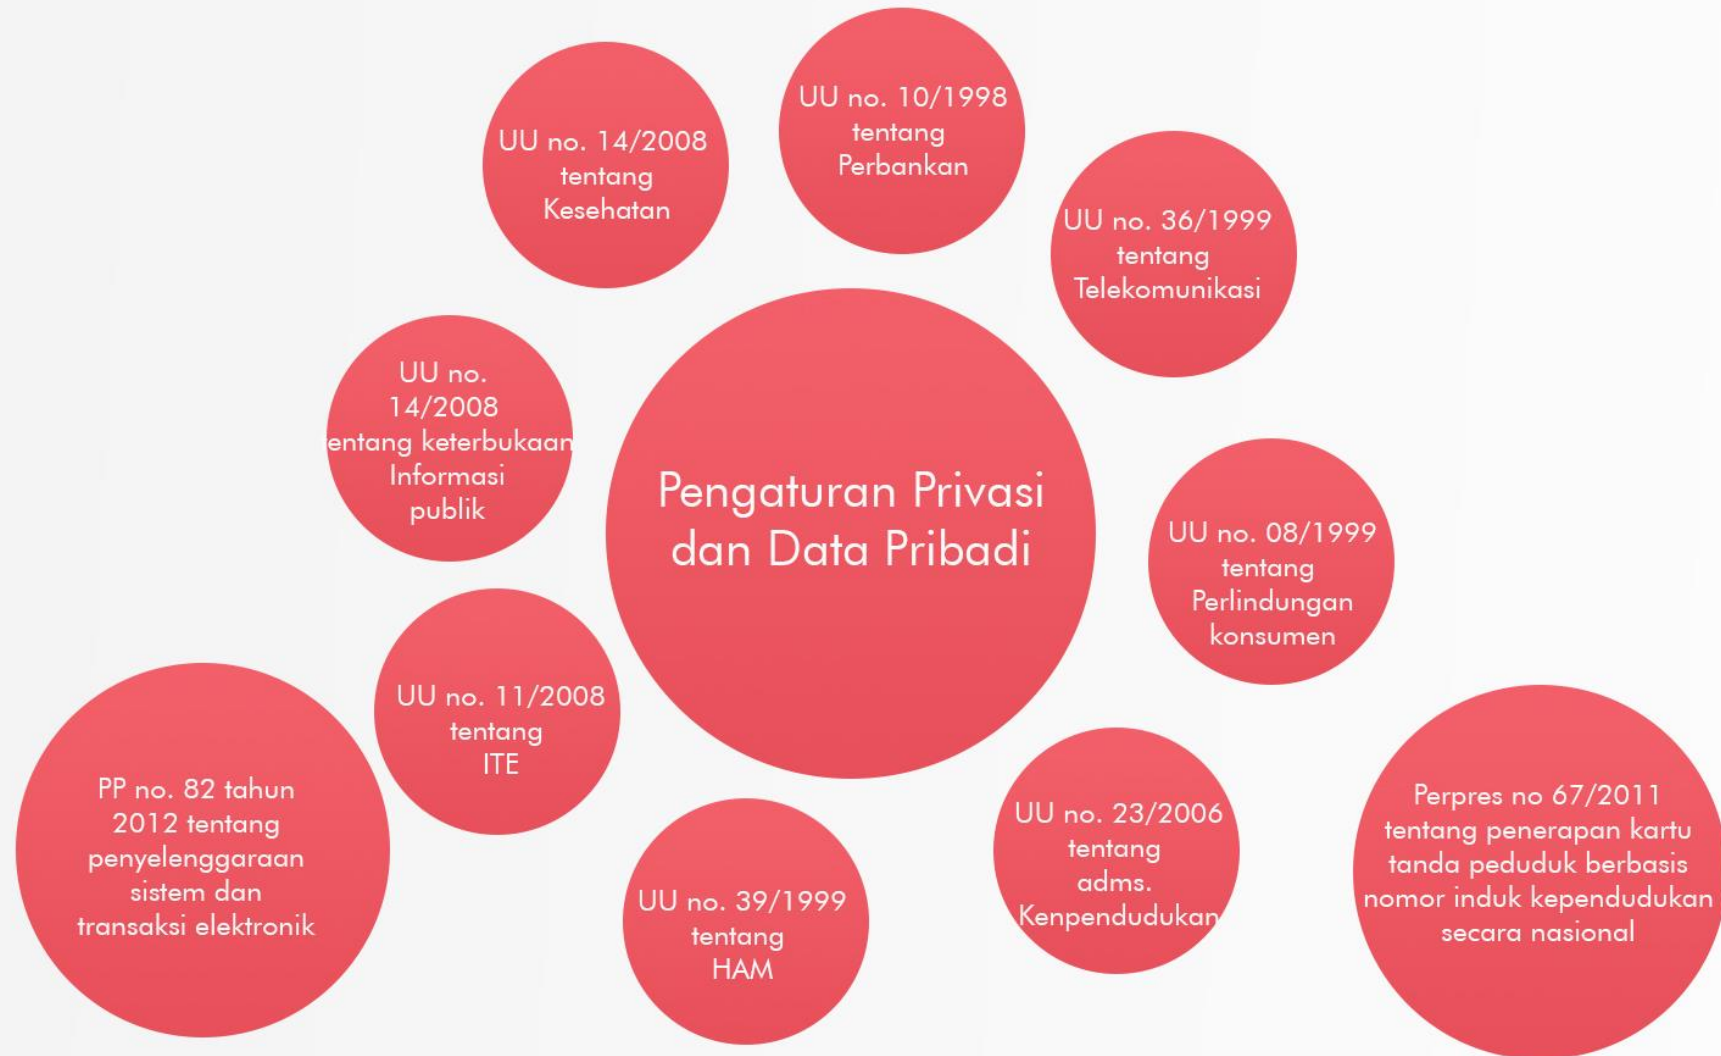 UU no. 10/1998
tentang
Perbankan
UU no. 14/2008
tentang
Kesehatan
UU no. 36/1999
tentang
Telekomunikasi
UU no.
14/2008
entang keterbukaan
Informasi
publik
Pengaturan Privasi
dan Data Pribadi
UU no. 08/1999
tentang
Perlindungan
konsumen
UU no. 11/2008
tentang
ITE
PP no. 82 tahun
2012 tentang
penyelenggaraan
sistem dan
transaksi elektronik
UU no. 39/1999
tentang
HAM
UU no. 23/2006
tentang
adms.
Kenpendudukan
Perpres no 67/2011
tentang penerapan kartu
tanda peduduk berbasis
nomor induk kependudukan
secara nasional